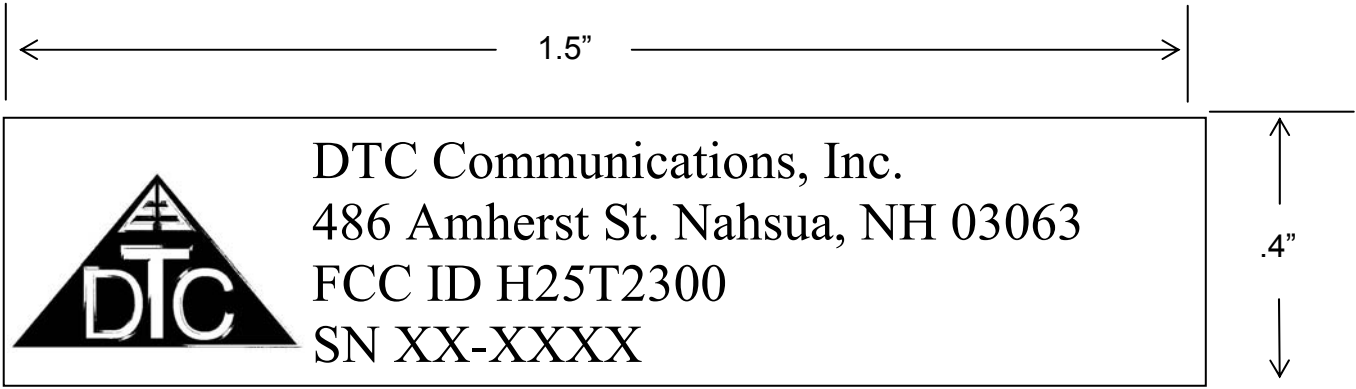 1.5”
DTC Communications, Inc.
486 Amherst St. Nahsua, NH 03063
FCC ID H25T2300
SN XX-XXXX
DTC
.4”